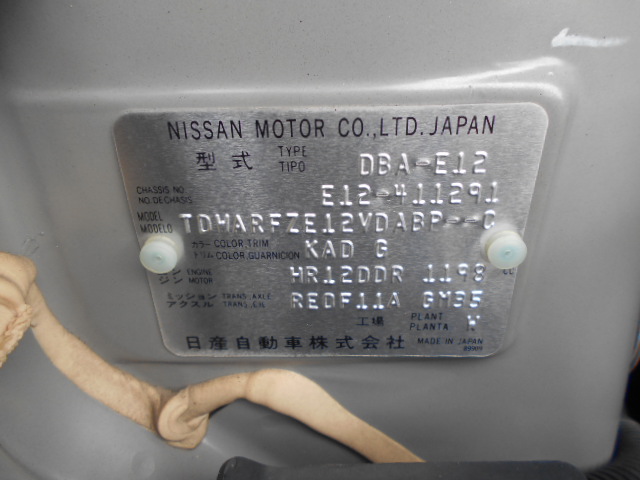 NISSAN MOTOR CO.,LTD. JAPAN
型式 TYPE TIPO DBA-E12
CHASSIS NO. NO.DECHASIS E12-411291
MODEL MODELO TDHARFZE12VDABP--C
カラー COLOR,TRIM トリム COLOR,GUARNICION KAD G
ジン ENGINE ジン MOTOR HR12DDR 1198 CC
ミッション TRANS. AXLE アクスル TRANS. EJE REDF11A GM35
工場 PLANT PLANTA W
日産自動車株式会社 MADE IN JAPAN